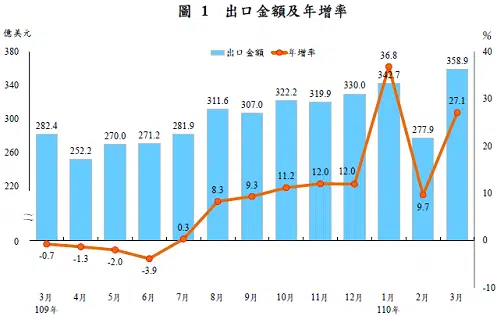 圖 1 出口金額及年增率
億美元 %
出口金額 年增率
380 340 300 260 220 0
40 30 20 10 0 -10
282.4 252.2 270.0 271.2 281.9 311.6 307.0 322.2 319.9 330.0 342.7 277.9 358.9
-0.7 -1.3 -2.0 -3.9 0.3 8.3 9.3 11.2 12.0 12.0 36.8 9.7 27.1
3月 4月 5月 6月 7月 8月 9月 10月 11月 12月 1月 2月 3月
109年 110年